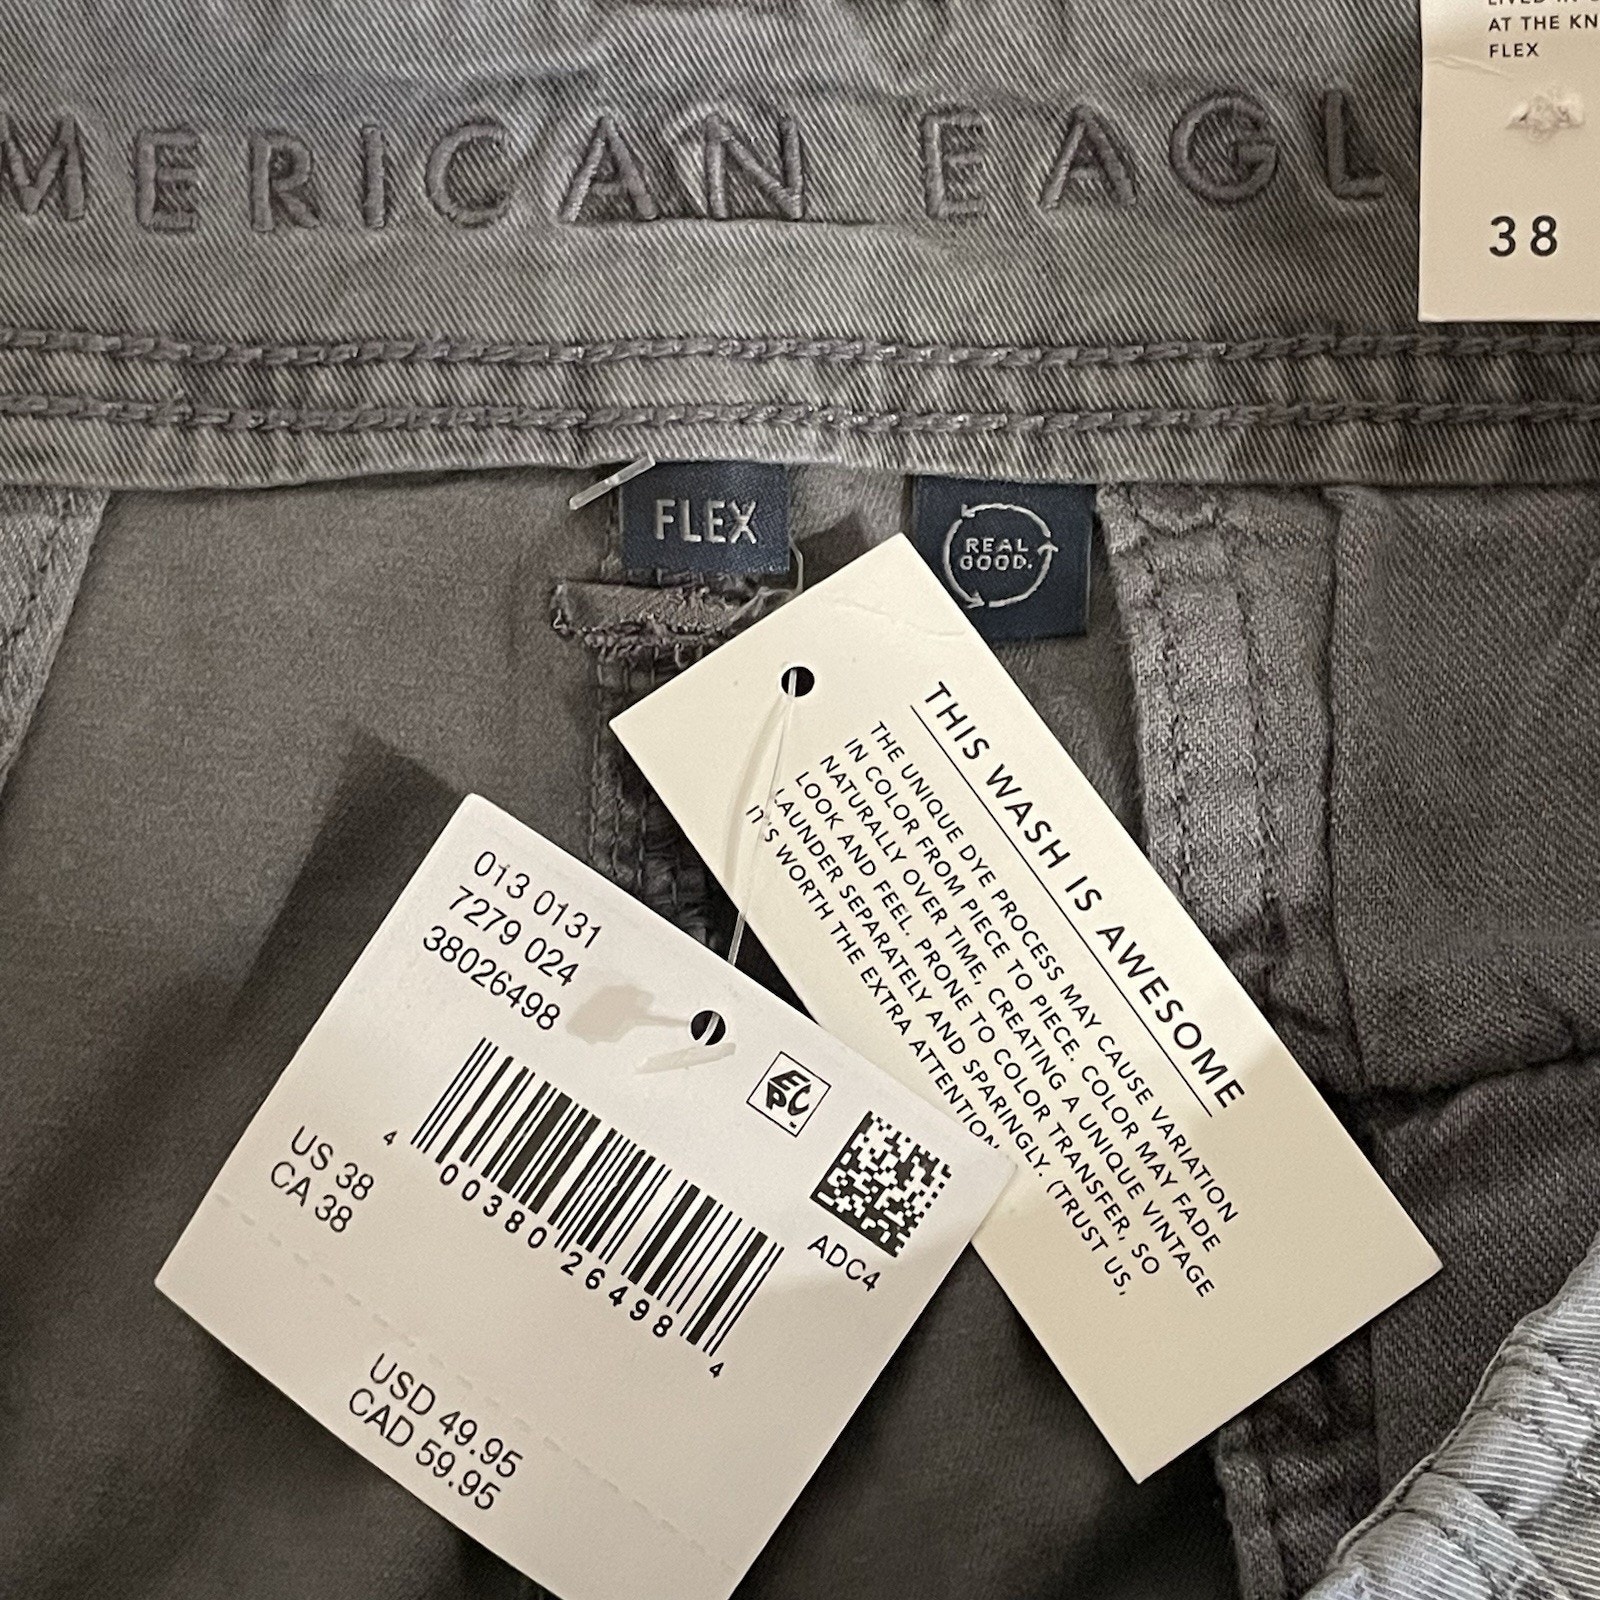 AT THE KN
FLEX
38
MERICAN EAGL
FLEX
REAL
GOOD.
THIS WASH IS AWESOME
THE UNIQUE DYE PROCESS MAY CAUSE VARIATION
IN COLOR FROM PIECE TO PIECE. COLOR MAY FADE
NATURALLY OVER TIME, CREATING A UNIQUE VINTAGE
LOOK AND FEEL. PRONE TO COLOR TRANSFER, SO
LAUNDER SEPARATELY AND SPARINGLY. (TRUST US,
IT'S WORTH THE EXTRA ATTENTION
013 0131
7279 024
38026498
EPC
ADC4
4 00380 26498 4
US 38
CA 38
USD 49.95
CAD 59.95